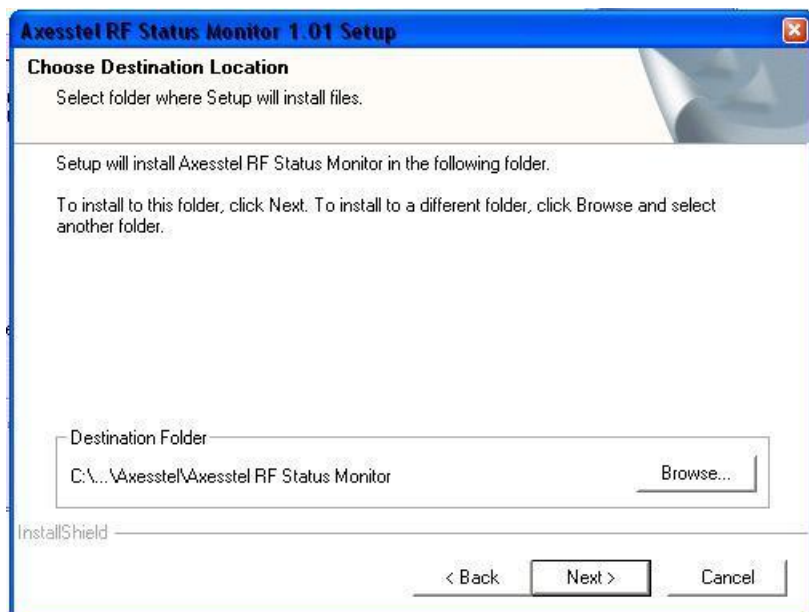 Axesstel RF Status Monitor 1.01 Setup
Choose Destination Location
Select folder where Setup will install files.
Setup will install Axesstel RF Status Monitor in the following folder.
To install to this folder, click Next. To install to a different folder, click Browse and select
another folder.
Destination Folder
C:\...\Axesstel\Axesstel RF Status Monitor
Browse...
InstallShield
< Back
Next >
Cancel